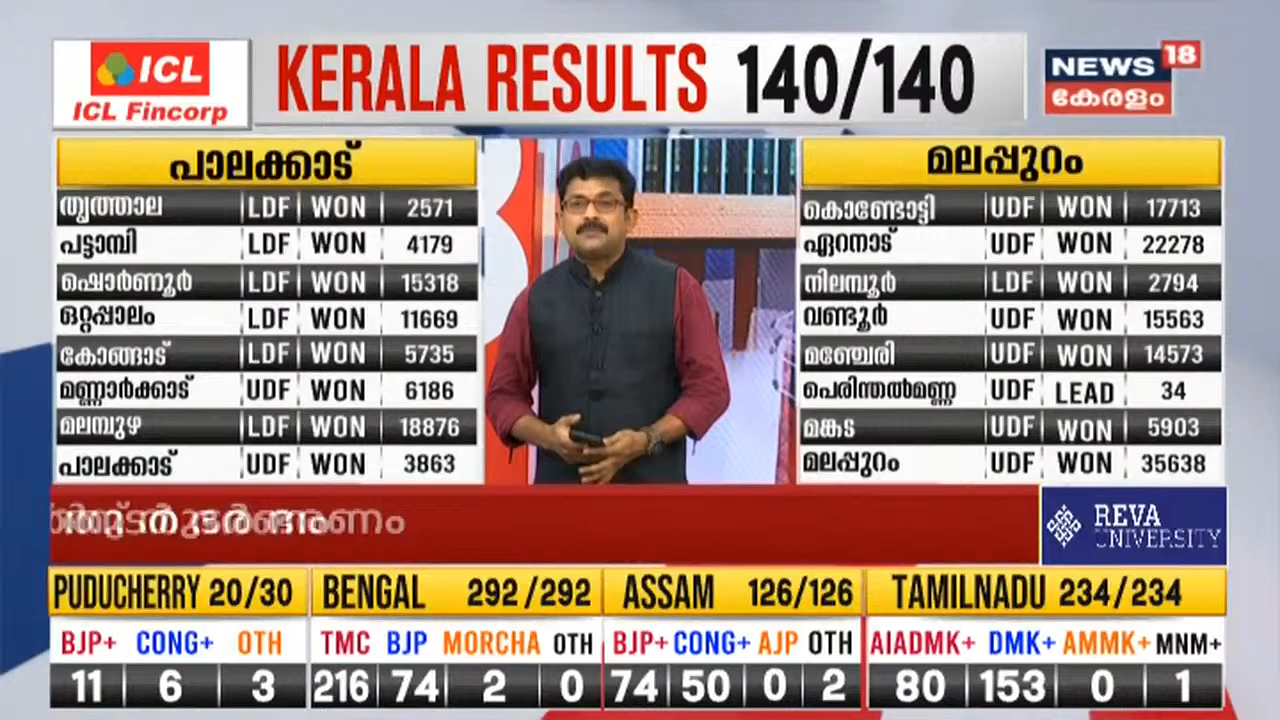 ICL
ICL Fincorp
KERALA RESULTS 140/140
NEWS 18
കേരളം
പാലക്കാട്
തൃത്താല LDF WON 2571
പട്ടാമ്പി LDF WON 4179
ഷൊർണൂർ LDF WON 15318
ഒറ്റപ്പാലം LDF WON 11669
കോങ്ങാട് LDF WON 5735
മണ്ണാർക്കാട് UDF WON 6186
മലമ്പുഴ LDF WON 18876
പാലക്കാട് UDF WON 3863
മലപ്പുറം
കൊണ്ടോട്ടി UDF WON 17713
ഏറനാട് UDF WON 22278
നിലമ്പൂർ LDF WON 2794
വണ്ടൂർ UDF WON 15563
മഞ്ചേരി UDF WON 14573
പെരിന്തൽമണ്ണ UDF LEAD 34
മങ്കട UDF WON 5903
മലപ്പുറം UDF WON 35638
REVA
UNIVERSITY
PUDUCHERRY 20/30
BJP+ CONG+ OTH
11 6 3
BENGAL 292/292
TMC BJP MORCHA OTH
216 74 2 0
ASSAM 126/126
BJP+ CONG+ AJP OTH
74 50 0 2
TAMILNADU 234/234
AIADMK+ DMK+ AMMK+ MNM+
80 153 0 1